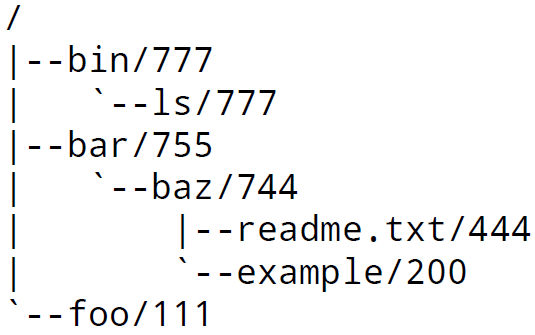 /
|--bin/777
|   `--ls/777
|--bar/755
|   `--baz/744
|       |--readme.txt/444
|       `--example/200
`--foo/111